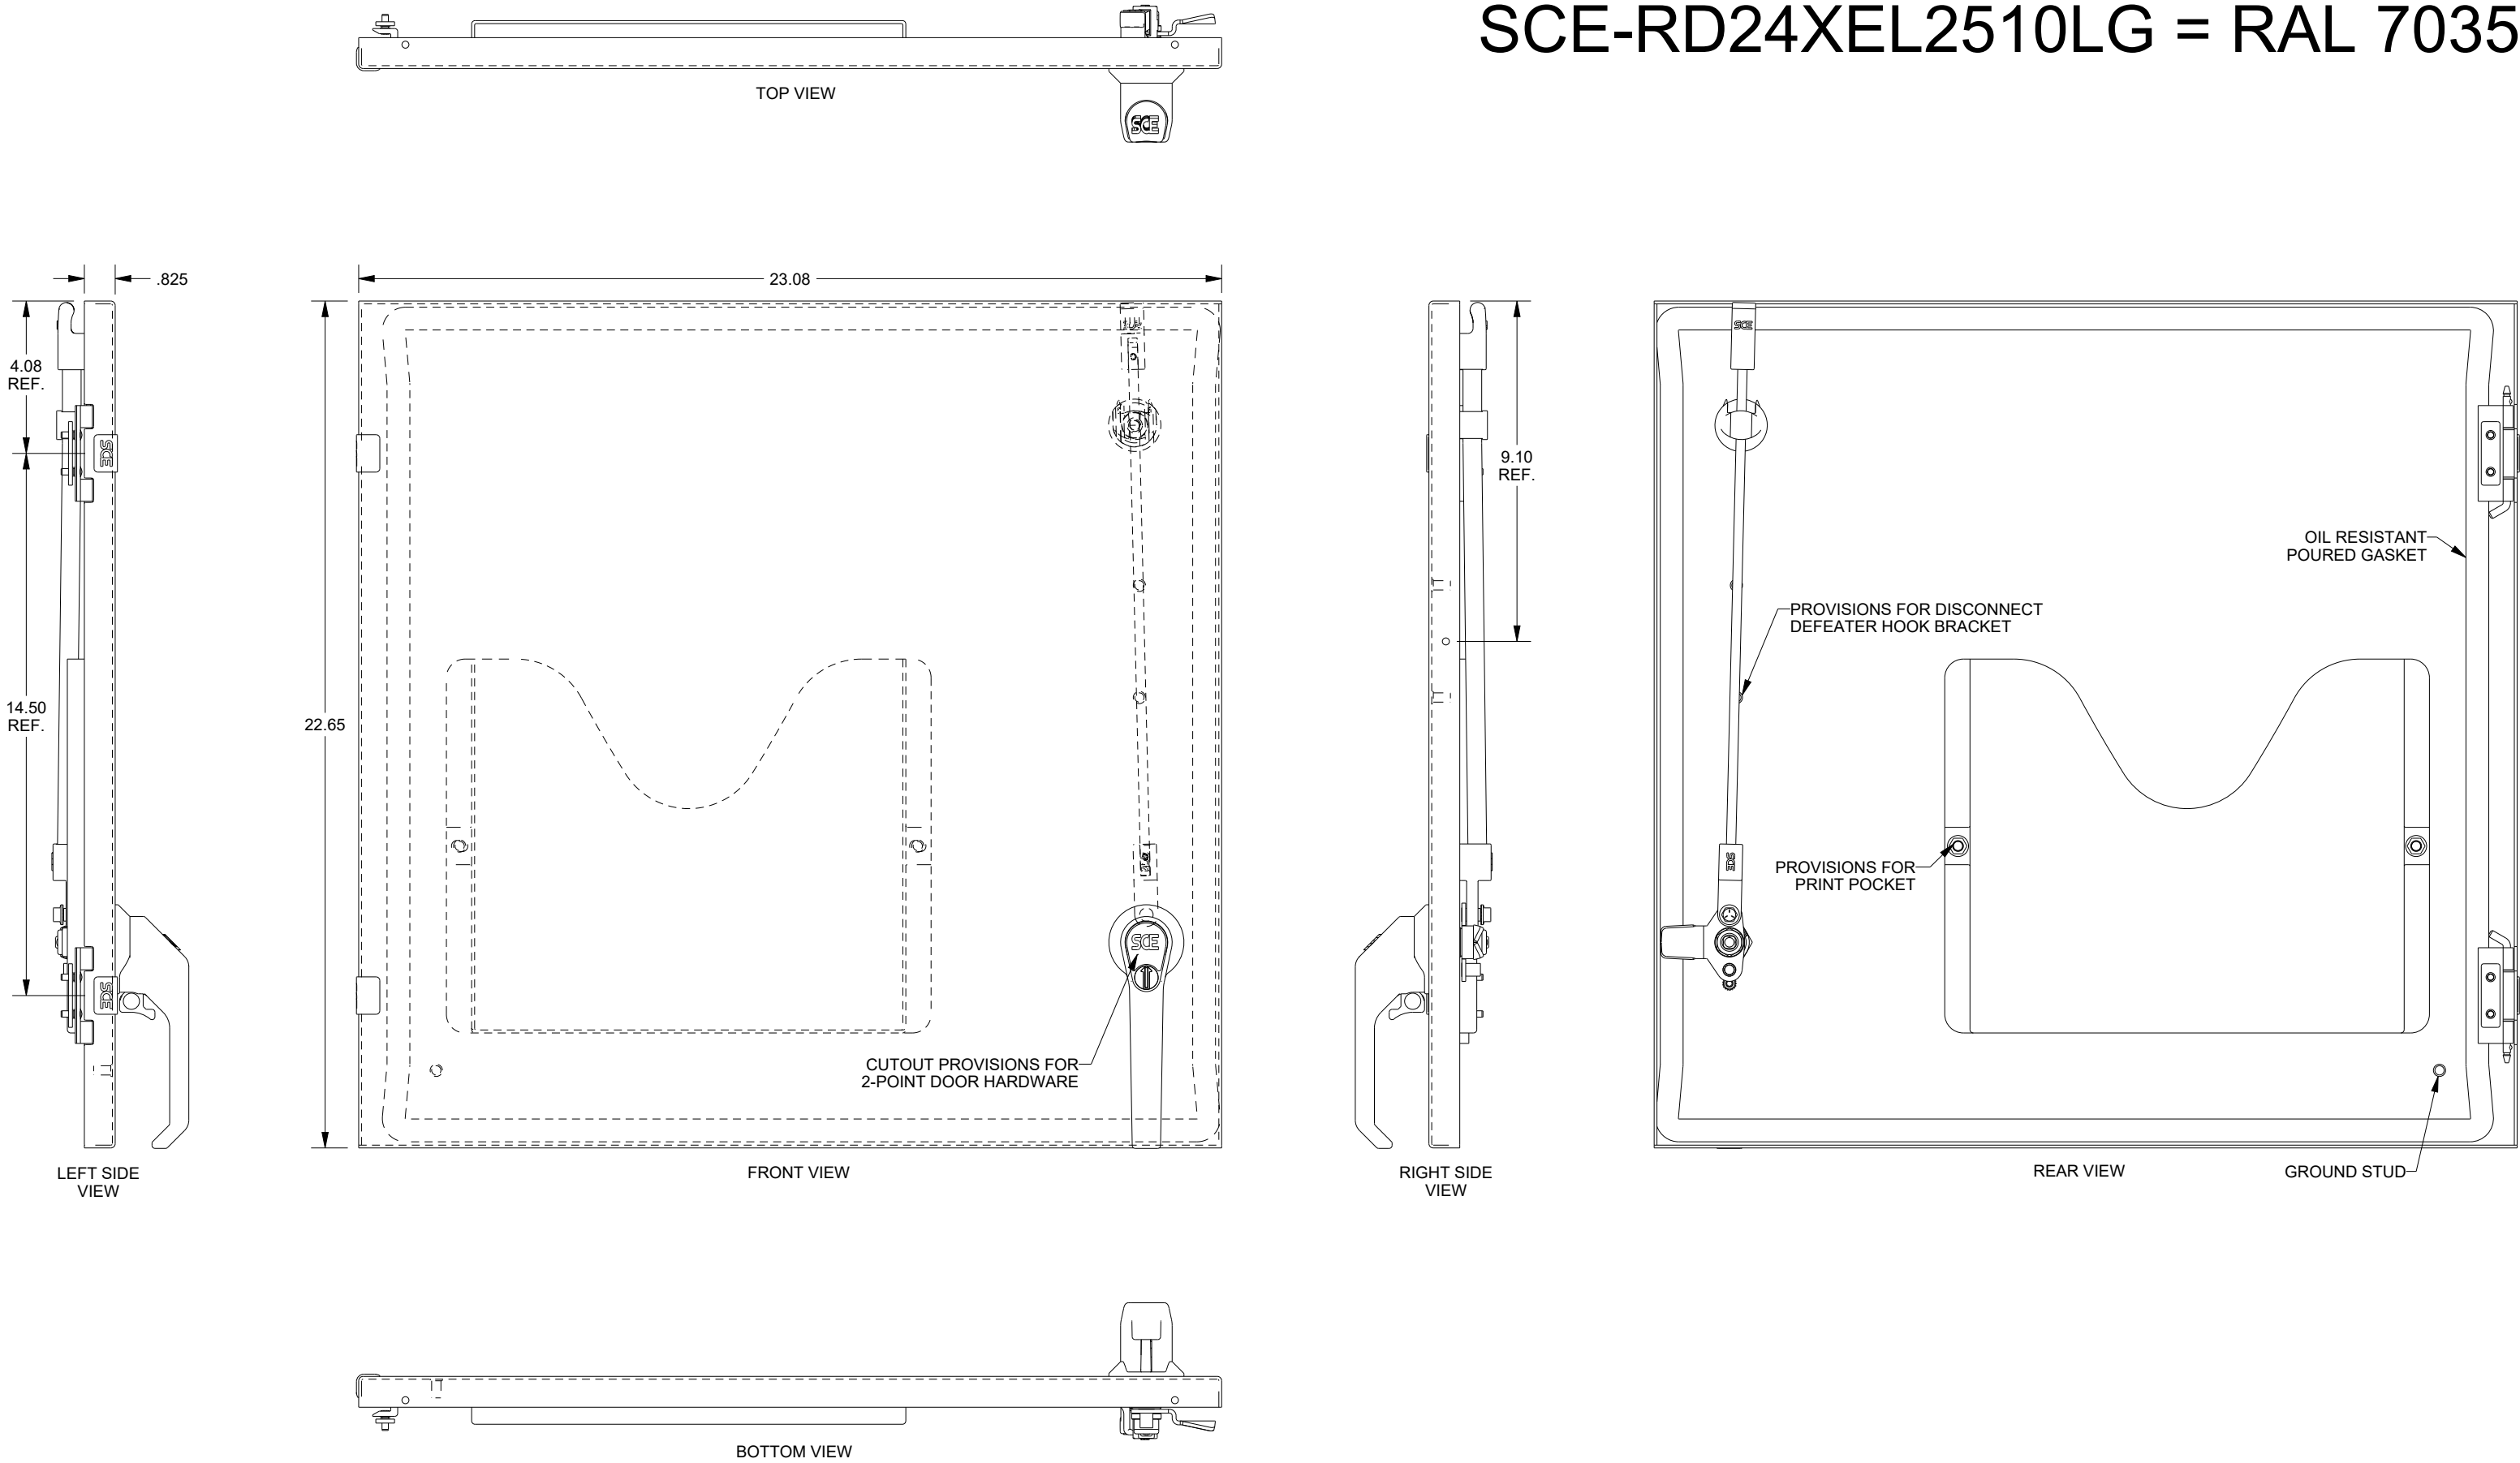 SCE-RD24XEL2510LG = RAL 7035
SCE
TOP VIEW
.825
23.08
4.08
REF.
SCE
SCE
9.10
REF.
OIL RESISTANT
POURED GASKET
PROVISIONS FOR DISCONNECT
DEFEATER HOOK BRACKET
14.50
REF.
22.65
SCE
PROVISIONS FOR
PRINT POCKET
SCE
SCE
CUTOUT PROVISIONS FOR
2-POINT DOOR HARDWARE
LEFT SIDE
VIEW
FRONT VIEW
RIGHT SIDE
VIEW
REAR VIEW
GROUND STUD
BOTTOM VIEW